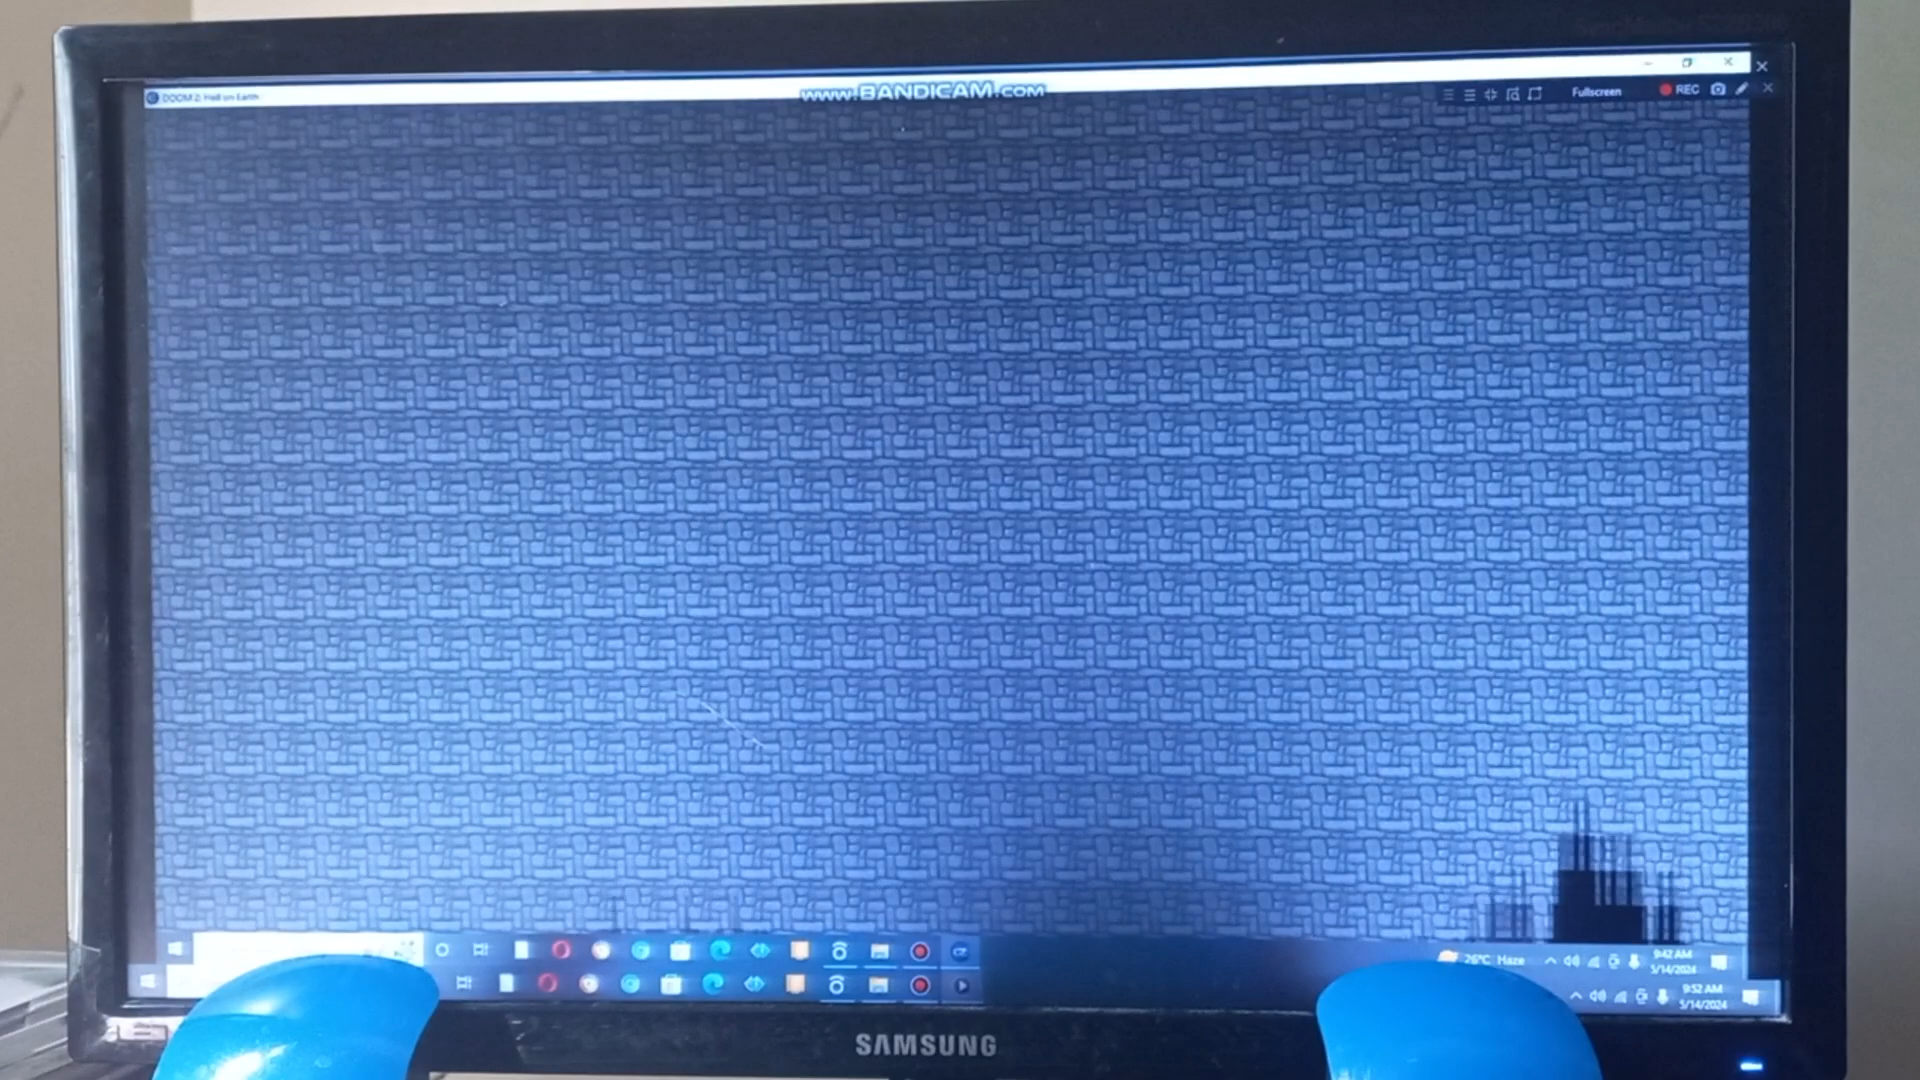 DOOM 2: Hell on Earth
www.BANDICAM.com
Fullscreen
REC
26°C Haze
9:42 AM
5/14/2024
9:52 AM
5/14/2024
SAMSUNG